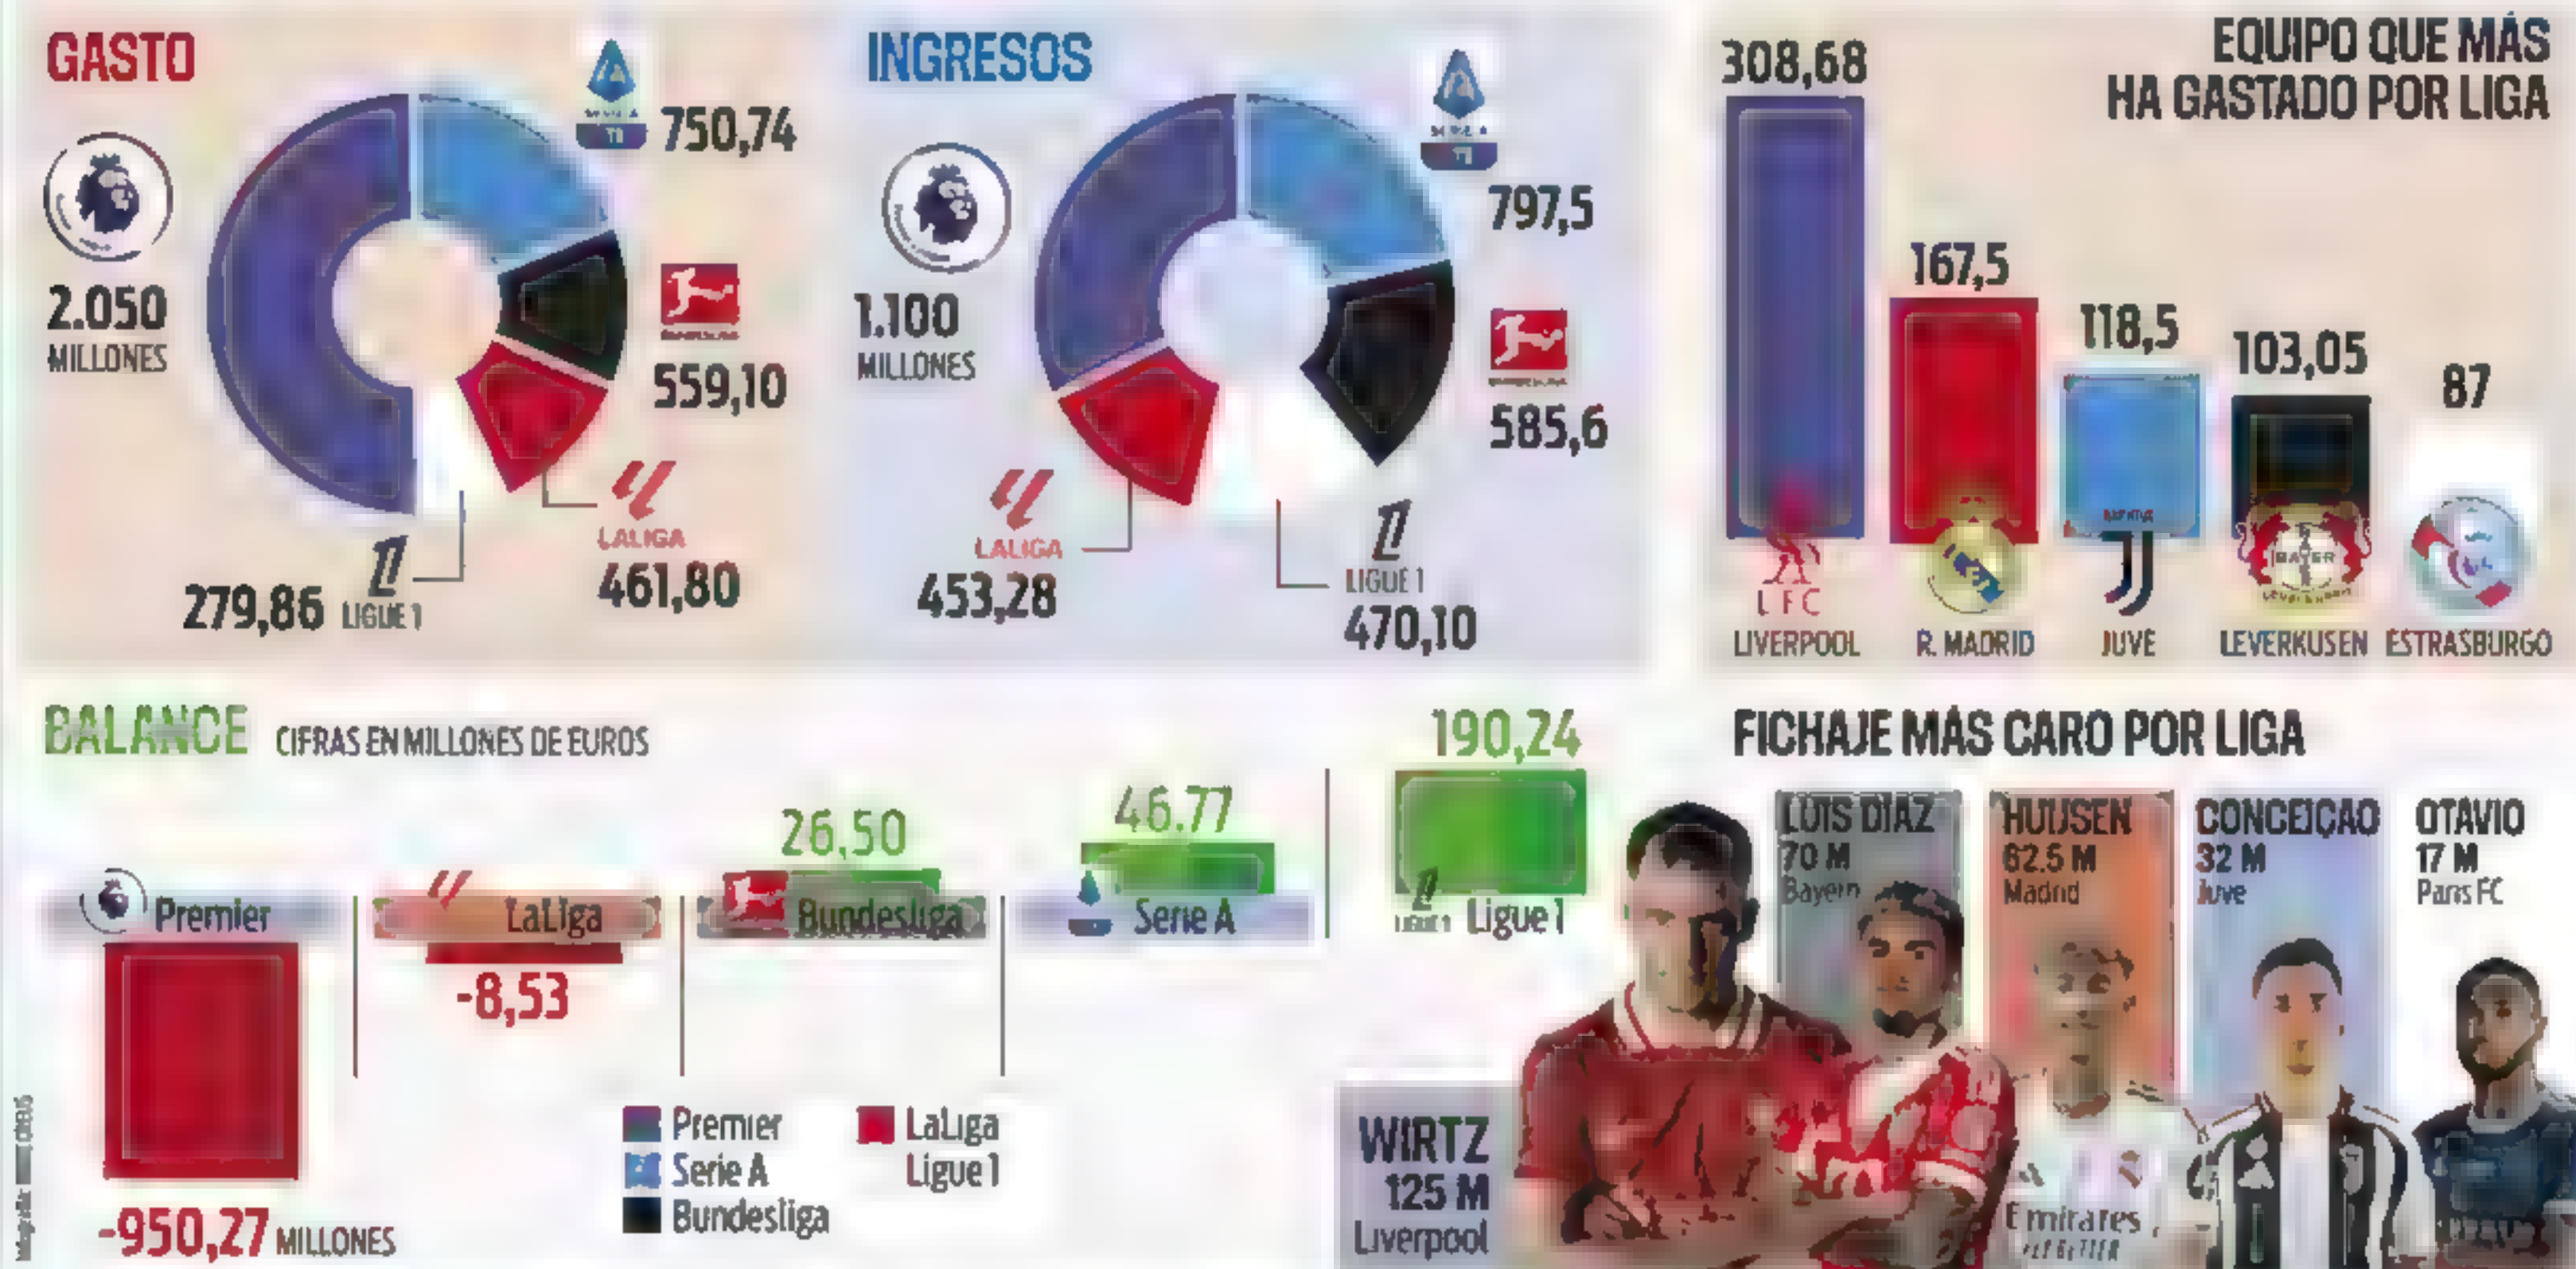 GASTO
750,74
2.050
MILLONES
559,10
LALIGA
461,80
279,86 LIGUE 1
INGRESOS
797,5
1.100
MILLONES
585,6
LALIGA
453,28
LIGUE 1
470,10
EQUIPO QUE MÁS
HA GASTADO POR LIGA
308,68
167,5
118,5
103,05
87
LFC
BAYER
LIVERPOOL
R. MADRID
JUVE
LEVERKUSEN
ESTRASBURGO
BALANCE CIFRAS EN MILLONES DE EUROS
Premier
-950,27 MILLONES
LaLiga
-8,53
26,50
Bundesliga
46.77
Serie A
190,24
Ligue 1
Premier
Serie A
Bundesliga
LaLiga
Ligue 1
FICHAJE MÁS CARO POR LIGA
WIRTZ
125 M
Liverpool
LUIS DIAZ
70 M
Bayern
HUIJSEN
62.5 M
Madrid
CONCEIÇAO
32 M
Juve
OTAVIO
17 M
Paris FC
Emirates